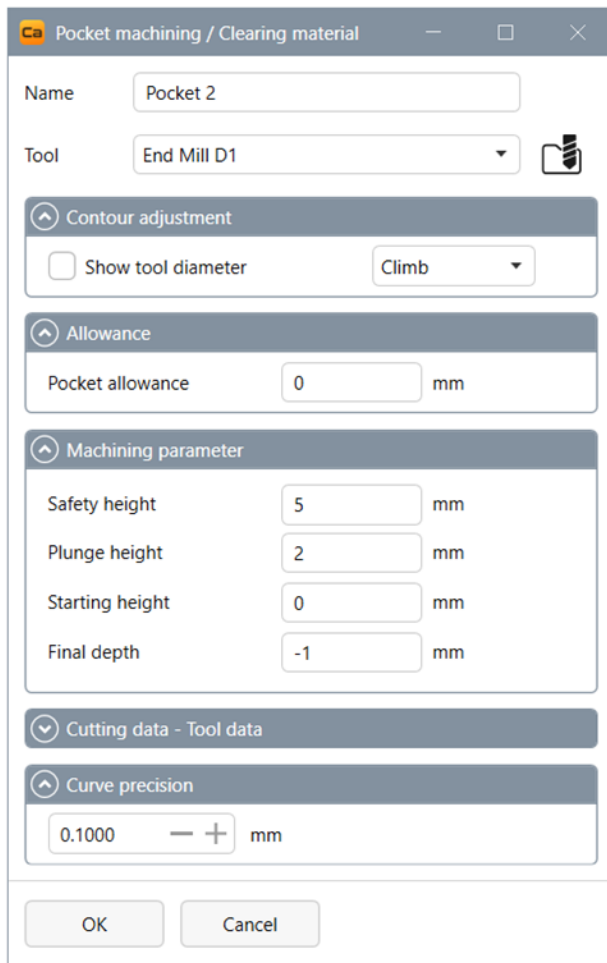 Ca Pocket machining / Clearing material
Name Pocket 2
Tool End Mill D1
Contour adjustment
Show tool diameter Climb
Allowance
Pocket allowance 0 mm
Machining parameter
Safety height 5 mm
Plunge height 2 mm
Starting height 0 mm
Final depth -1 mm
Cutting data - Tool data
Curve precision
0.1000 mm
OK Cancel